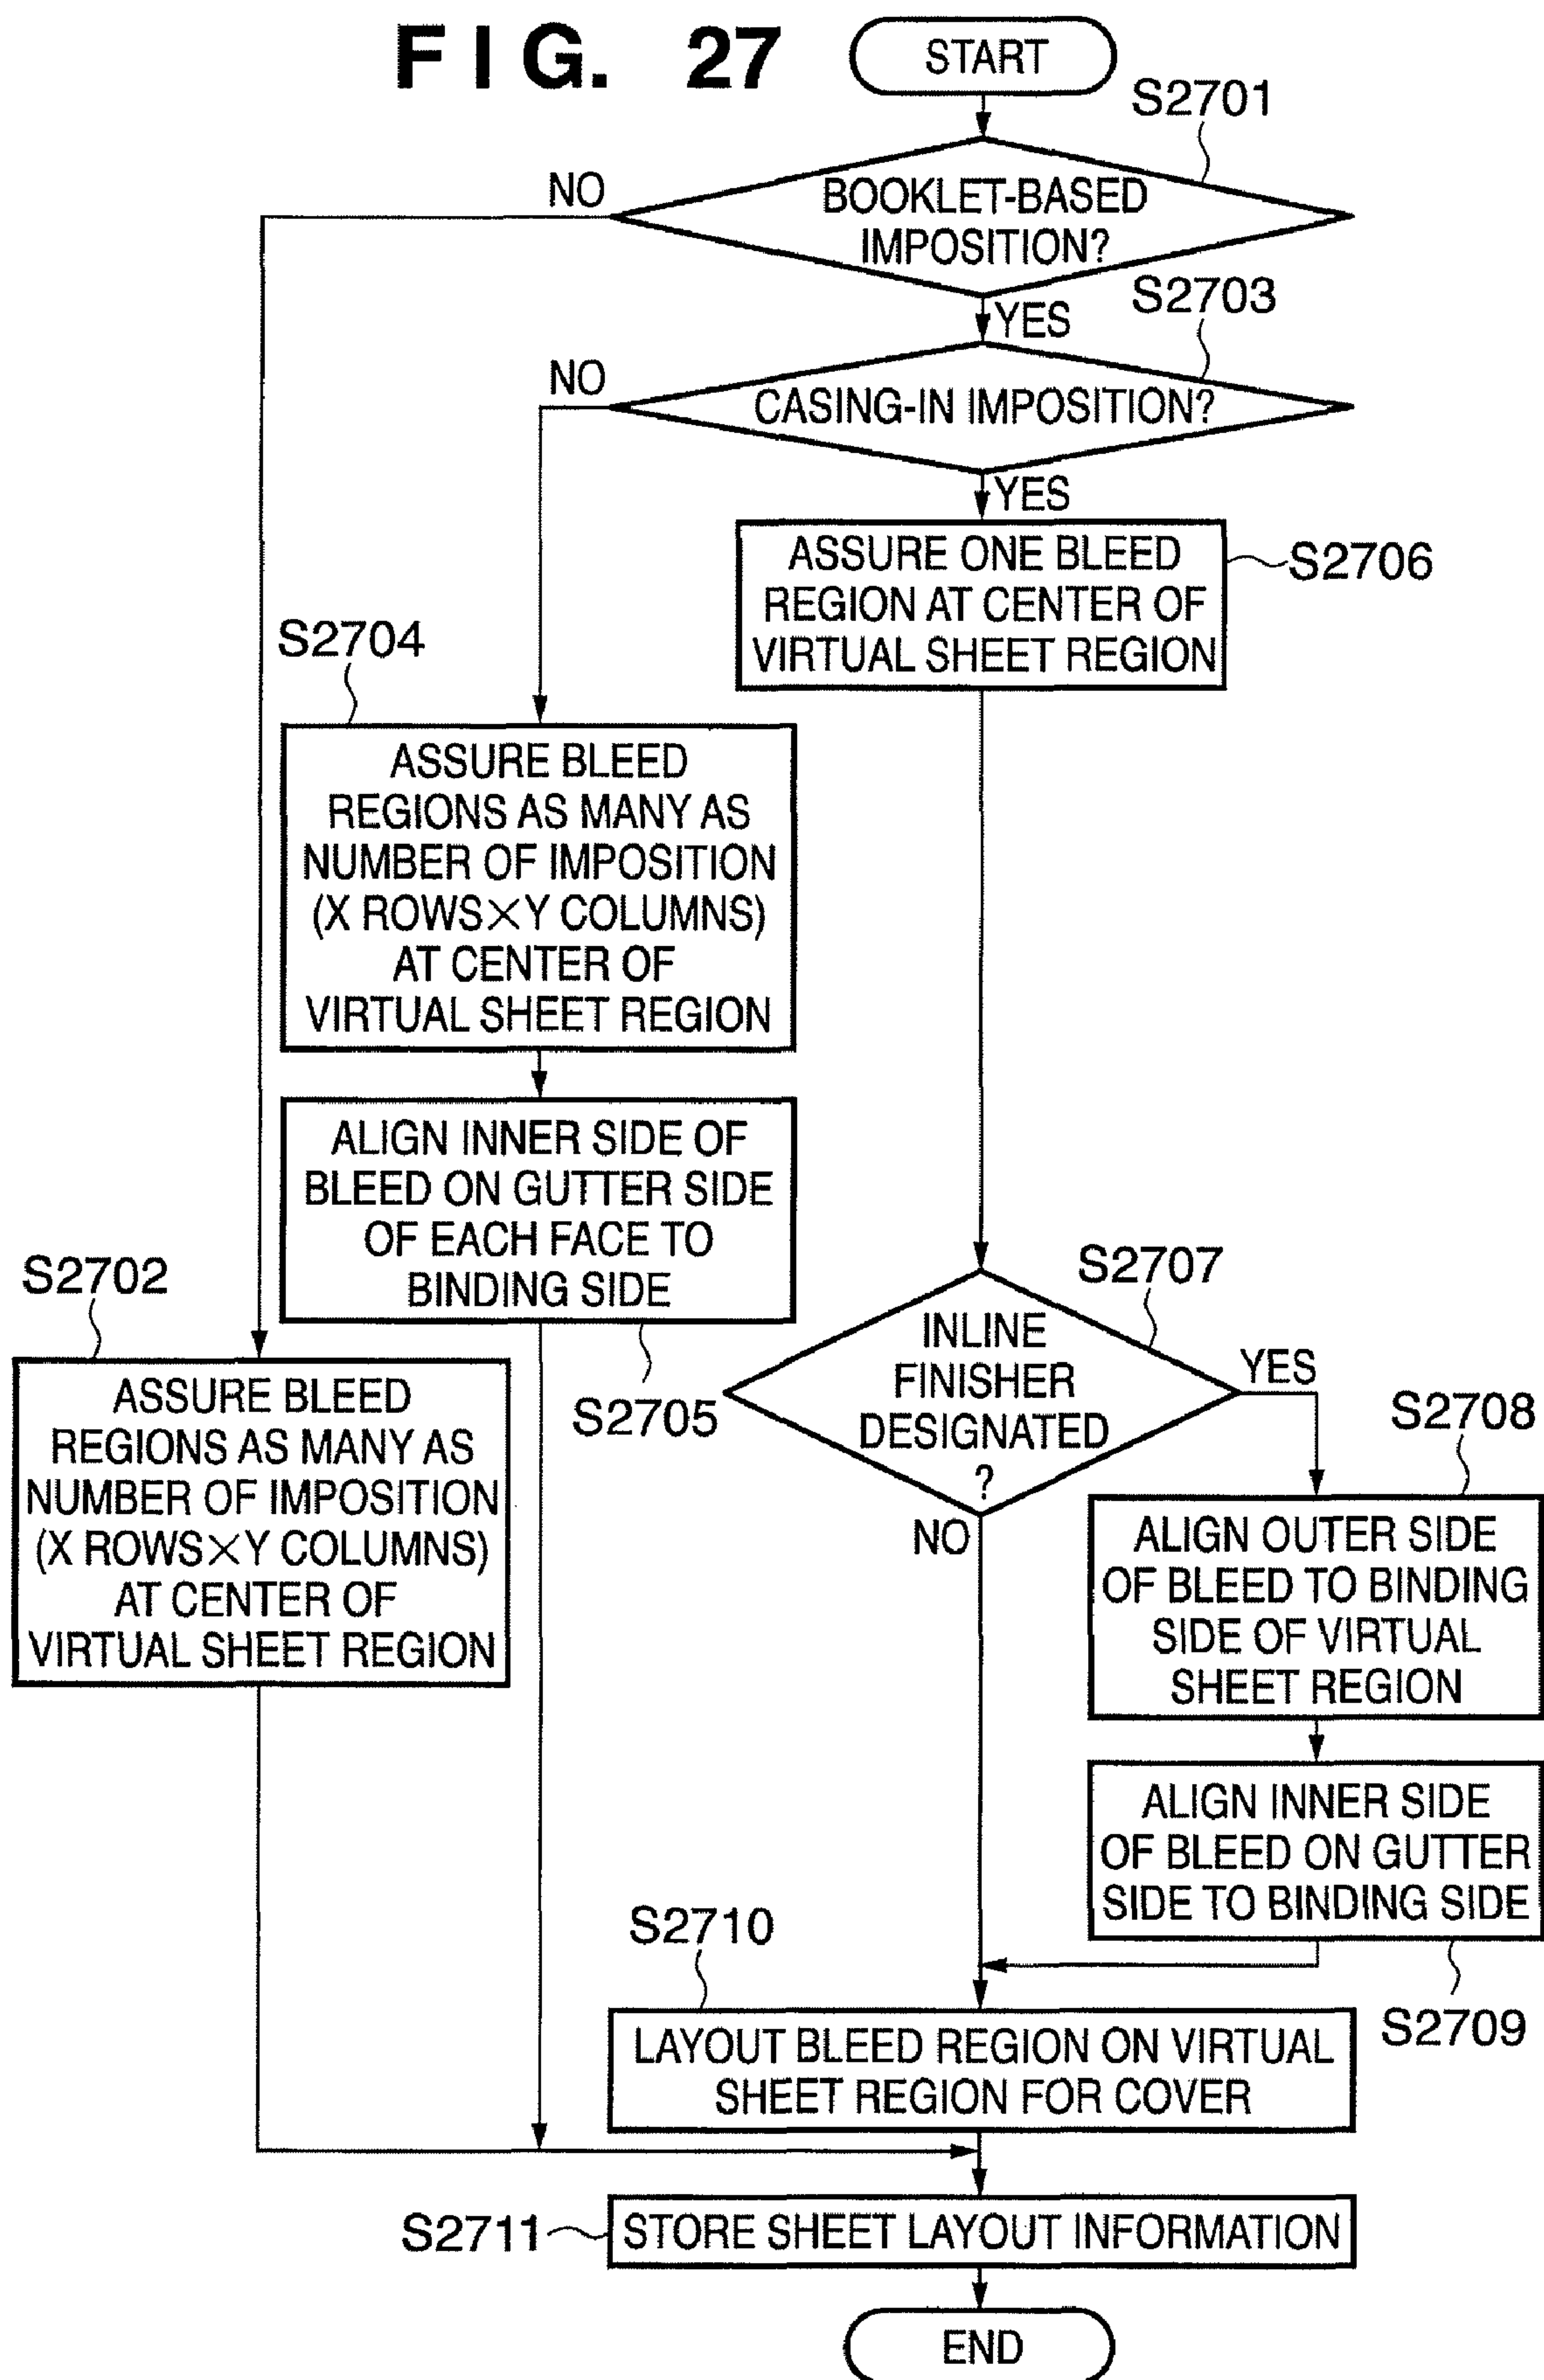 FIG. 27
START
S2701
BOOKLET-BASED
IMPOSITION?
NO
YES
S2703
CASING-IN IMPOSITION?
NO
YES
ASSURE ONE BLEED
REGION AT CENTER OF
VIRTUAL SHEET REGION
S2706
S2704
ASSURE BLEED
REGIONS AS MANY AS
NUMBER OF IMPOSITION
(X ROWS×Y COLUMNS)
AT CENTER OF
VIRTUAL SHEET REGION
ALIGN INNER SIDE OF
BLEED ON GUTTER SIDE
OF EACH FACE TO
BINDING SIDE
S2705
S2702
ASSURE BLEED
REGIONS AS MANY AS
NUMBER OF IMPOSITION
(X ROWS×Y COLUMNS)
AT CENTER OF
VIRTUAL SHEET REGION
S2707
INLINE
FINISHER
DESIGNATED
?
YES
NO
S2708
ALIGN OUTER SIDE
OF BLEED TO BINDING
SIDE OF VIRTUAL
SHEET REGION
ALIGN INNER SIDE
OF BLEED ON GUTTER
SIDE TO BINDING SIDE
S2709
S2710
LAYOUT BLEED REGION ON VIRTUAL
SHEET REGION FOR COVER
S2711
STORE SHEET LAYOUT INFORMATION
END